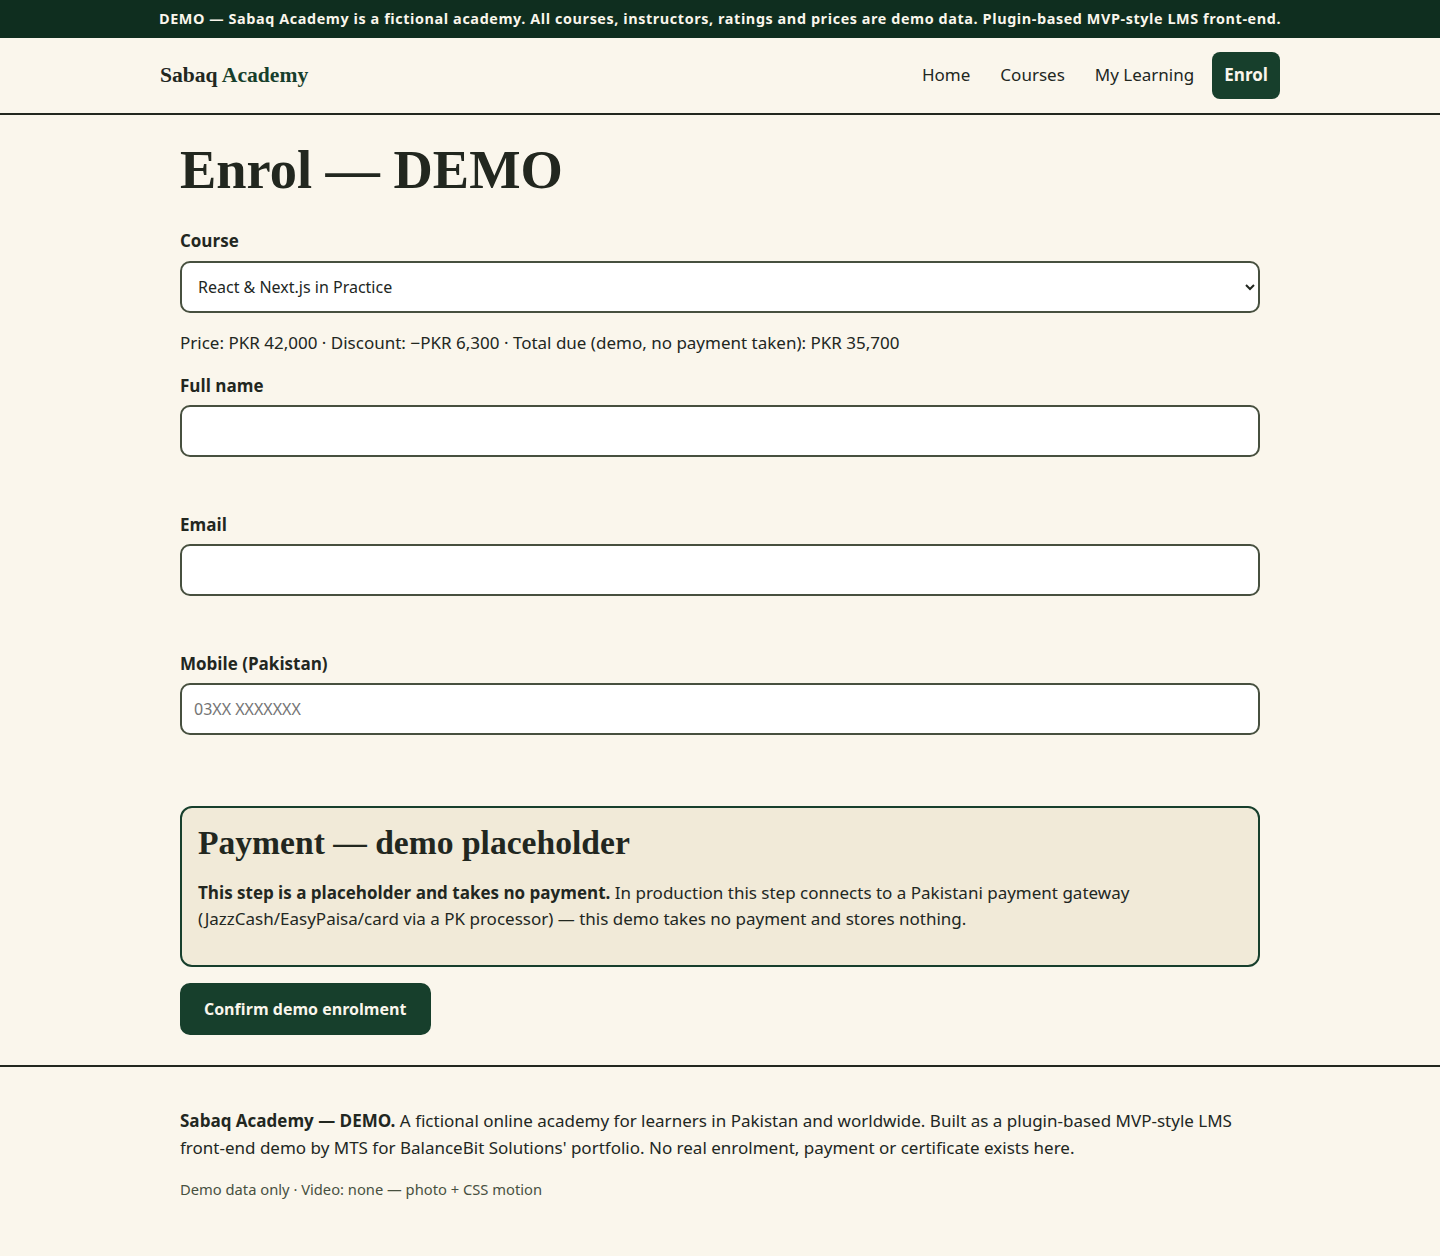 DEMO — Sabaq Academy is a fictional academy. All courses, instructors, ratings and prices are demo data. Plugin-based MVP-style LMS front-end.
Sabaq Academy
Home
Courses
My Learning
Enrol
Enrol — DEMO
Course
React & Next.js in Practice
Price: PKR 42,000 · Discount: −PKR 6,300 · Total due (demo, no payment taken): PKR 35,700
Full name
Email
Mobile (Pakistan)
03XX XXXXXXX
Payment — demo placeholder
This step is a placeholder and takes no payment. In production this step connects to a Pakistani payment gateway
(JazzCash/EasyPaisa/card via a PK processor) — this demo takes no payment and stores nothing.
Confirm demo enrolment
Sabaq Academy — DEMO. A fictional online academy for learners in Pakistan and worldwide. Built as a plugin-based MVP-style LMS
front-end demo by MTS for BalanceBit Solutions' portfolio. No real enrolment, payment or certificate exists here.
Demo data only · Video: none — photo + CSS motion